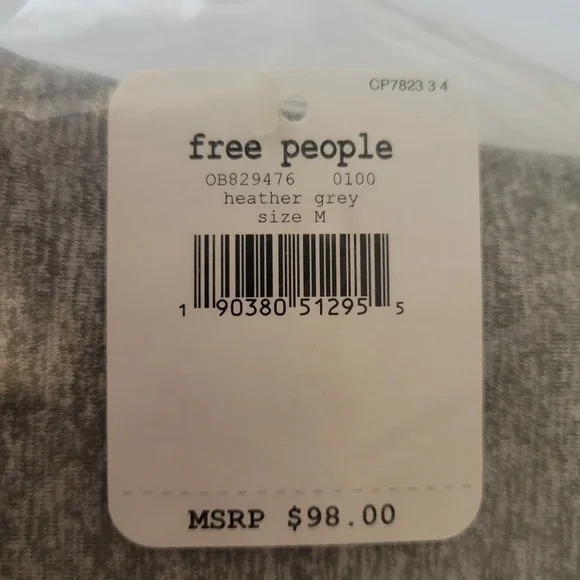 CP7823 3 4
free people
OB829476 0100
heather grey
size M
1 90380 51295 5
MSRP $98.00